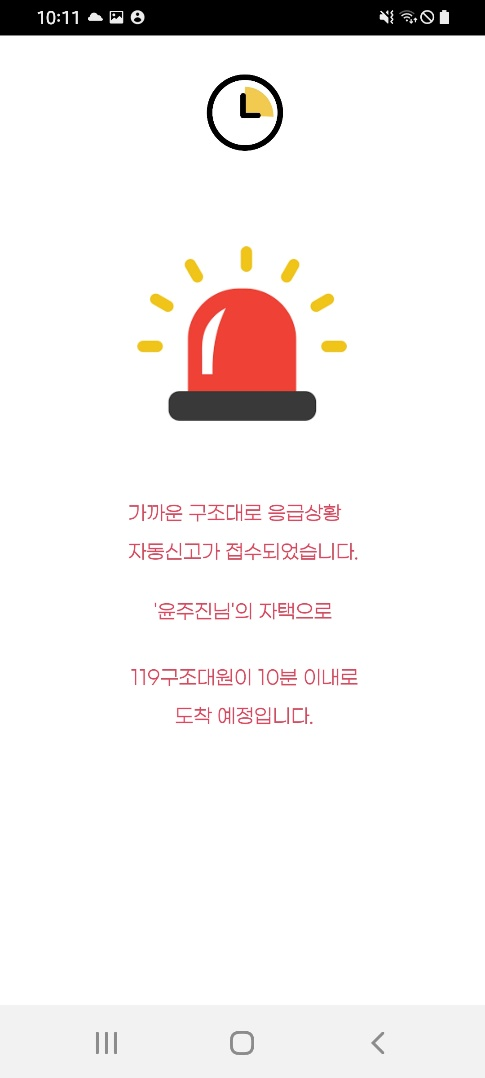 10:11
가까운 구조대로 응급상황
자동신고가 접수되었습니다.
'윤주진님'의 자택으로
119구조대원이 10분 이내로
도착 예정입니다.